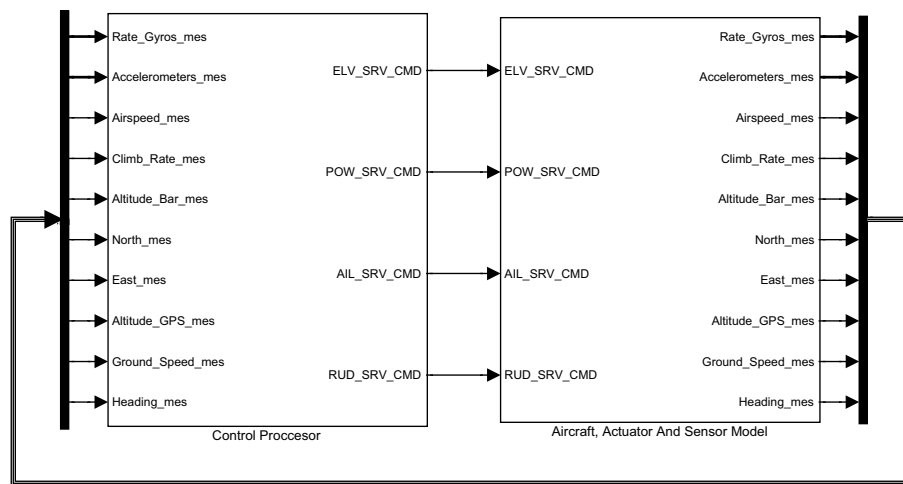 Rate_Gyros_mes
Accelerometers_mes
Airspeed_mes
Climb_Rate_mes
Altitude_Bar_mes
North_mes
East_mes
Altitude_GPS_mes
Ground_Speed_mes
Heading_mes
ELV_SRV_CMD
POW_SRV_CMD
AIL_SRV_CMD
RUD_SRV_CMD
Control Proccesor
ELV_SRV_CMD
POW_SRV_CMD
AIL_SRV_CMD
RUD_SRV_CMD
Rate_Gyros_mes
Accelerometers_mes
Airspeed_mes
Climb_Rate_mes
Altitude_Bar_mes
North_mes
East_mes
Altitude_GPS_mes
Ground_Speed_mes
Heading_mes
Aircraft, Actuator And Sensor Model